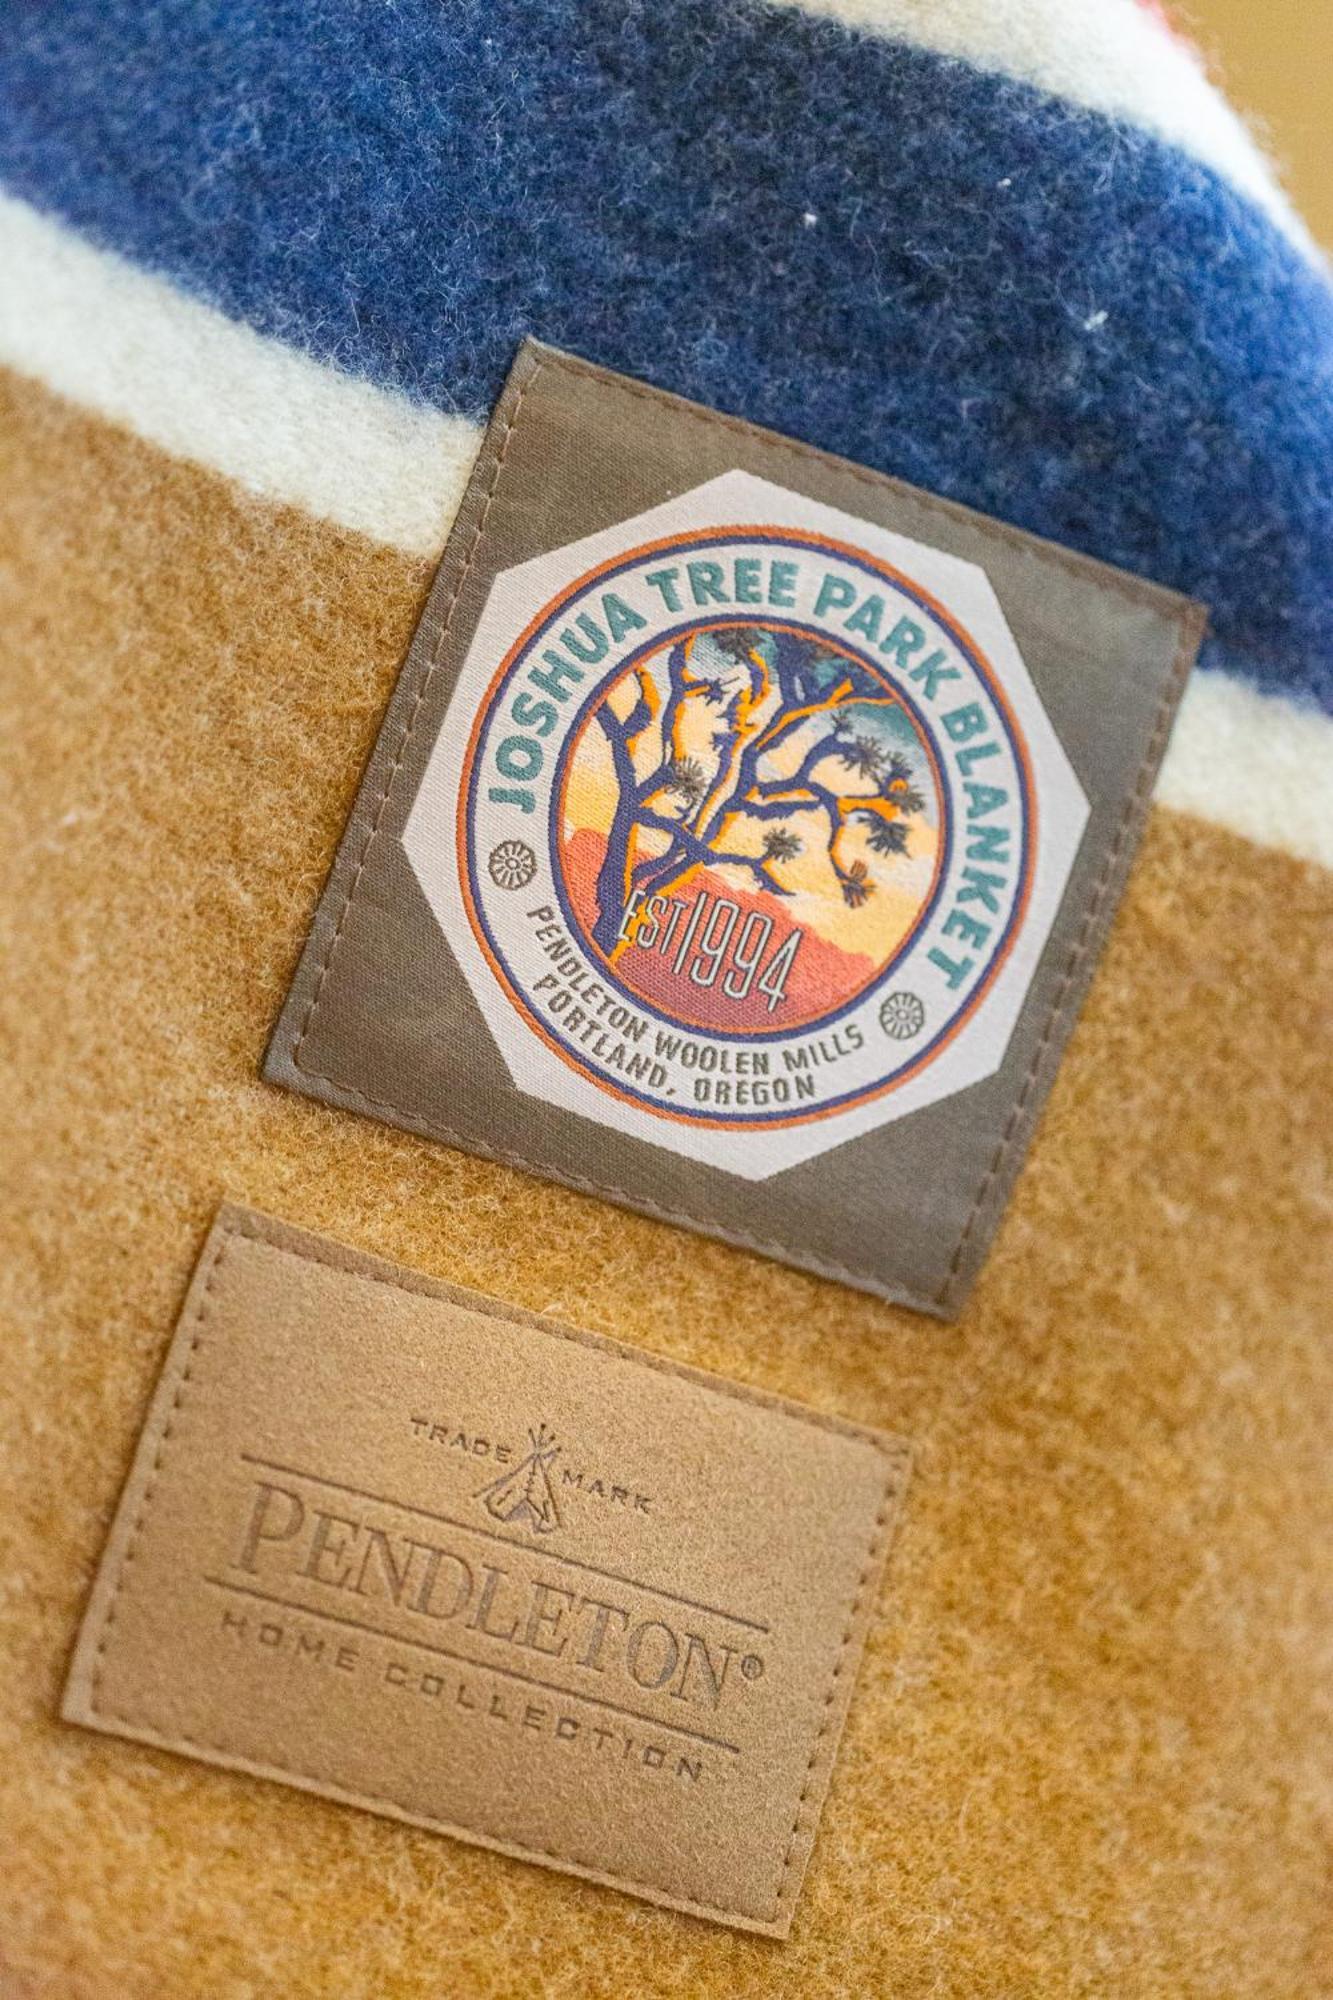 JOSHUA TREE PARK BLANKET
EST 1994
PENDLETON WOOLEN MILLS
PORTLAND, OREGON
TRADE MARK
PENDLETON®
HOME COLLECTION